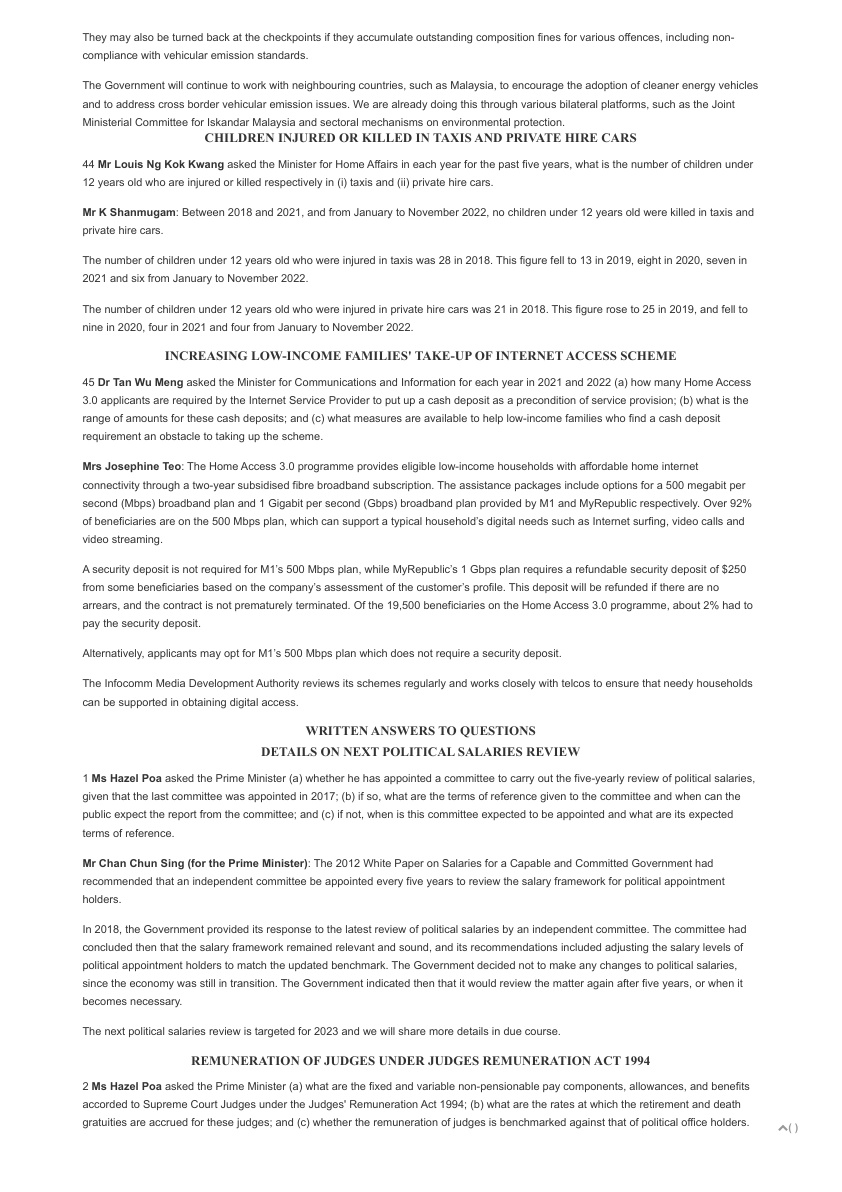 They may also be turned back at the checkpoints if they accumulate outstanding composition fines for various offences, including non-
compliance with vehicular emission standards.
The Government will continue to work with neighbouring countries, such as Malaysia, to encourage the adoption of cleaner energy vehicles
and to address cross border vehicular emission issues. We are already doing this through various bilateral platforms, such as the Joint
Ministerial Committee for Iskandar Malaysia and sectoral mechanisms on environmental protection.
CHILDREN INJURED OR KILLED IN TAXIS AND PRIVATE HIRE CARS
44 Mr Louis Ng Kok Kwang asked the Minister for Home Affairs in each year for the past five years, what is the number of children under
12 years old who are injured or killed respectively in (i) taxis and (ii) private hire cars.
Mr K Shanmugam: Between 2018 and 2021, and from January to November 2022, no children under 12 years old were killed in taxis and
private hire cars.
The number of children under 12 years old who were injured in taxis was 28 in 2018. This figure fell to 13 in 2019, eight in 2020, seven in
2021 and six from January to November 2022.
The number of children under 12 years old who were injured in private hire cars was 21 in 2018. This figure rose to 25 in 2019, and fell to
nine in 2020, four in 2021 and four from January to November 2022.
INCREASING LOW-INCOME FAMILIES' TAKE-UP OF INTERNET ACCESS SCHEME
45 Dr Tan Wu Meng asked the Minister for Communications and Information for each year in 2021 and 2022 (a) how many Home Access
3.0 applicants are required by the Internet Service Provider to put up a cash deposit as a precondition of service provision; (b) what is the
range of amounts for these cash deposits; and (c) what measures are available to help low-income families who find a cash deposit
requirement an obstacle to taking up the scheme.
Mrs Josephine Teo: The Home Access 3.0 programme provides eligible low-income households with affordable home internet
connectivity through a two-year subsidised fibre broadband subscription. The assistance packages include options for a 500 megabit per
second (Mbps) broadband plan and 1 Gigabit per second (Gbps) broadband plan provided by M1 and MyRepublic respectively. Over 92%
of beneficiaries are on the 500 Mbps plan, which can support a typical household's digital needs such as Internet surfing, video calls and
video streaming.
A security deposit is not required for M1's 500 Mbps plan, while MyRepublic's 1 Gbps plan requires a refundable security deposit of $250
from some beneficiaries based on the company's assessment of the customer's profile. This deposit will be refunded if there are no
arrears, and the contract is not prematurely terminated. Of the 19,500 beneficiaries on the Home Access 3.0 programme, about 2% had to
pay the security deposit.
Alternatively, applicants may opt for M1's 500 Mbps plan which does not require a security deposit.
The Infocomm Media Development Authority reviews its schemes regularly and works closely with telcos to ensure that needy households
can be supported in obtaining digital access.
WRITTEN ANSWERS TO QUESTIONS
DETAILS ON NEXT POLITICAL SALARIES REVIEW
1 Ms Hazel Poa asked the Prime Minister (a) whether he has appointed a committee to carry out the five-yearly review of political salaries,
given that the last committee was appointed in 2017; (b) if so, what are the terms of reference given to the committee and when can the
public expect the report from the committee; and (c) if not, when is this committee expected to be appointed and what are its expected
terms of reference.
Mr Chan Chun Sing (for the Prime Minister): The 2012 White Paper on Salaries for a Capable and Committed Government had
recommended that an independent committee be appointed every five years to review the salary framework for political appointment
holders.
In 2018, the Government provided its response to the latest review of political salaries by an independent committee. The committee had
concluded then that the salary framework remained relevant and sound, and its recommendations included adjusting the salary levels of
political appointment holders to match the updated benchmark. The Government decided not to make any changes to political salaries,
since the economy was still in transition. The Government indicated then that it would review the matter again after five years, or when it
becomes necessary.
The next political salaries review is targeted for 2023 and we will share more details in due course.
REMUNERATION OF JUDGES UNDER JUDGES REMUNERATION ACT 1994
2 Ms Hazel Poa asked the Prime Minister (a) what are the fixed and variable non-pensionable pay components, allowances, and benefits
accorded to Supreme Court Judges under the Judges' Remuneration Act 1994; (b) what are the rates at which the retirement and death
gratuities are accrued for these judges; and (c) whether the remuneration of judges is benchmarked against that of political office holders.
( )